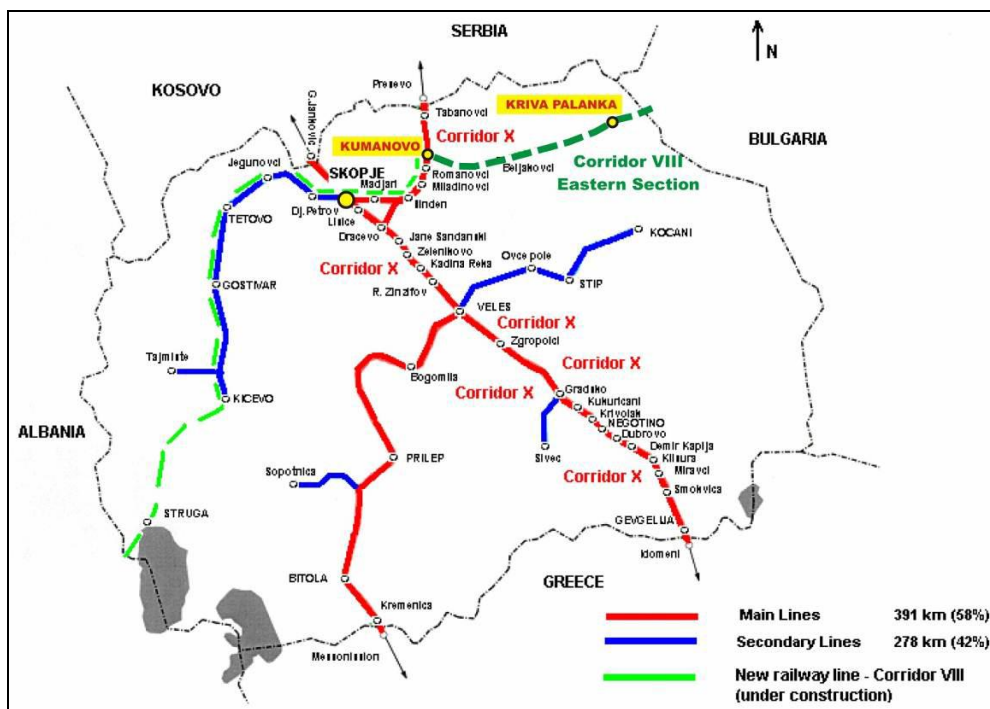 SERBIA
N
KOSOVO
Presevo
G.Jankovic
Tabanovci
KRIVA PALANKA
Corridor X
KUMANOVO
BULGARIA
Beljakovci
Corridor VIII
Eastern Section
Jegunovci
SKOPJE
Madjari
Romanovci
Miladinovci
Ilinden
TETOVO
Dj.Petrov
Lisice
Dracevo
Jane Sandanski
Zelenikovo
Kadina Reka
Corridor X
R. Zinzifov
KOCANI
Ovce pole
STIP
GOSTIVAR
VELES
Corridor X
Zgropolci
Tajmiste
Bogomila
Corridor X
Corridor X
Gradsko
KICEVO
Kukuricani
Krivolak
NEGOTINO
Dubrovo
Demir Kapija
Klisura
Miravci
Smokvica
ALBANIA
PRILEP
Sivec
Sopotnica
Corridor X
STRUGA
GEVGELIJA
Idomeni
BITOLA
GREECE
Kremenica
Main Lines 391 km (58%)
Secondary Lines 278 km (42%)
New railway line - Corridor VIII
(under construction)